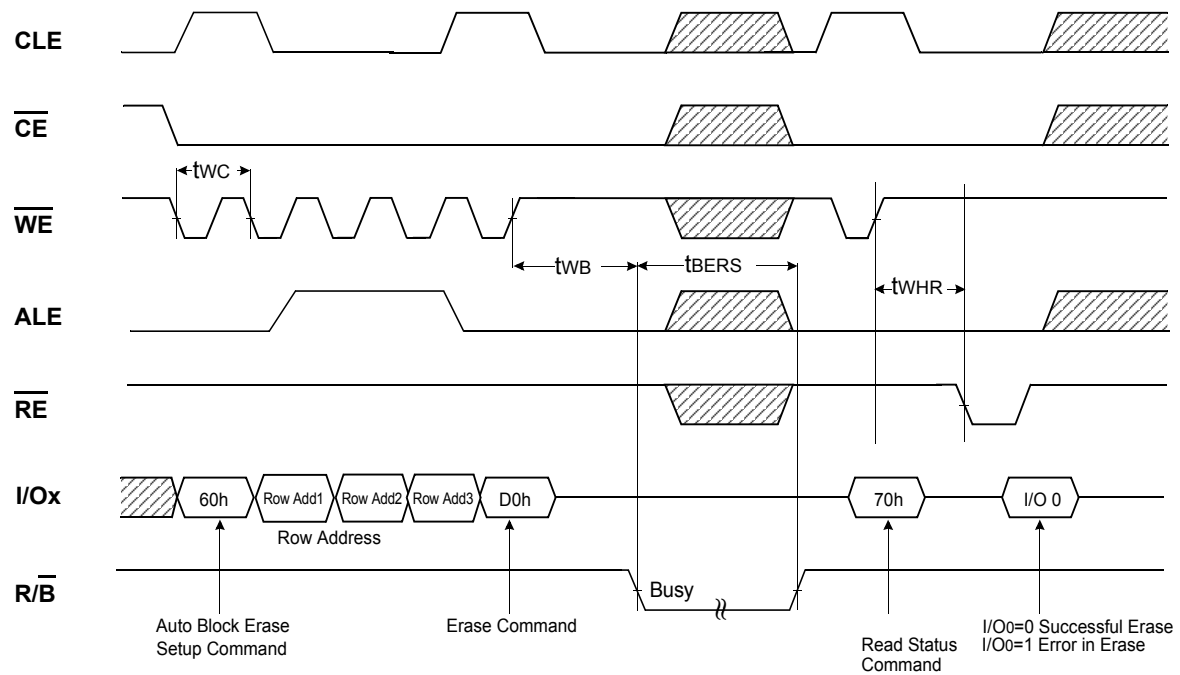 CLE
CE
tWC
WE
tWB
tBERS
tWHR
ALE
RE
I/Ox
60h
Row Add1
Row Add2
Row Add3
D0h
70h
I/O 0
Row Address
R/B
Busy
Auto Block Erase
Setup Command
Erase Command
Read Status
Command
I/O0=0 Successful Erase
I/O0=1 Error in Erase